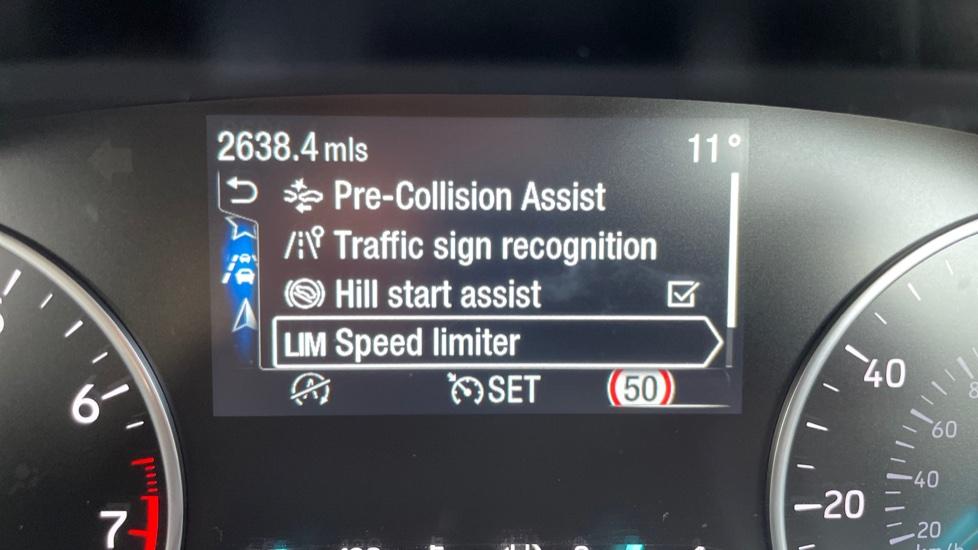 2638.4 mls 11°
Pre-Collision Assist
Traffic sign recognition
Hill start assist
LIM Speed limiter
A SET 50
6
7
40
20
60
40
20
km/h